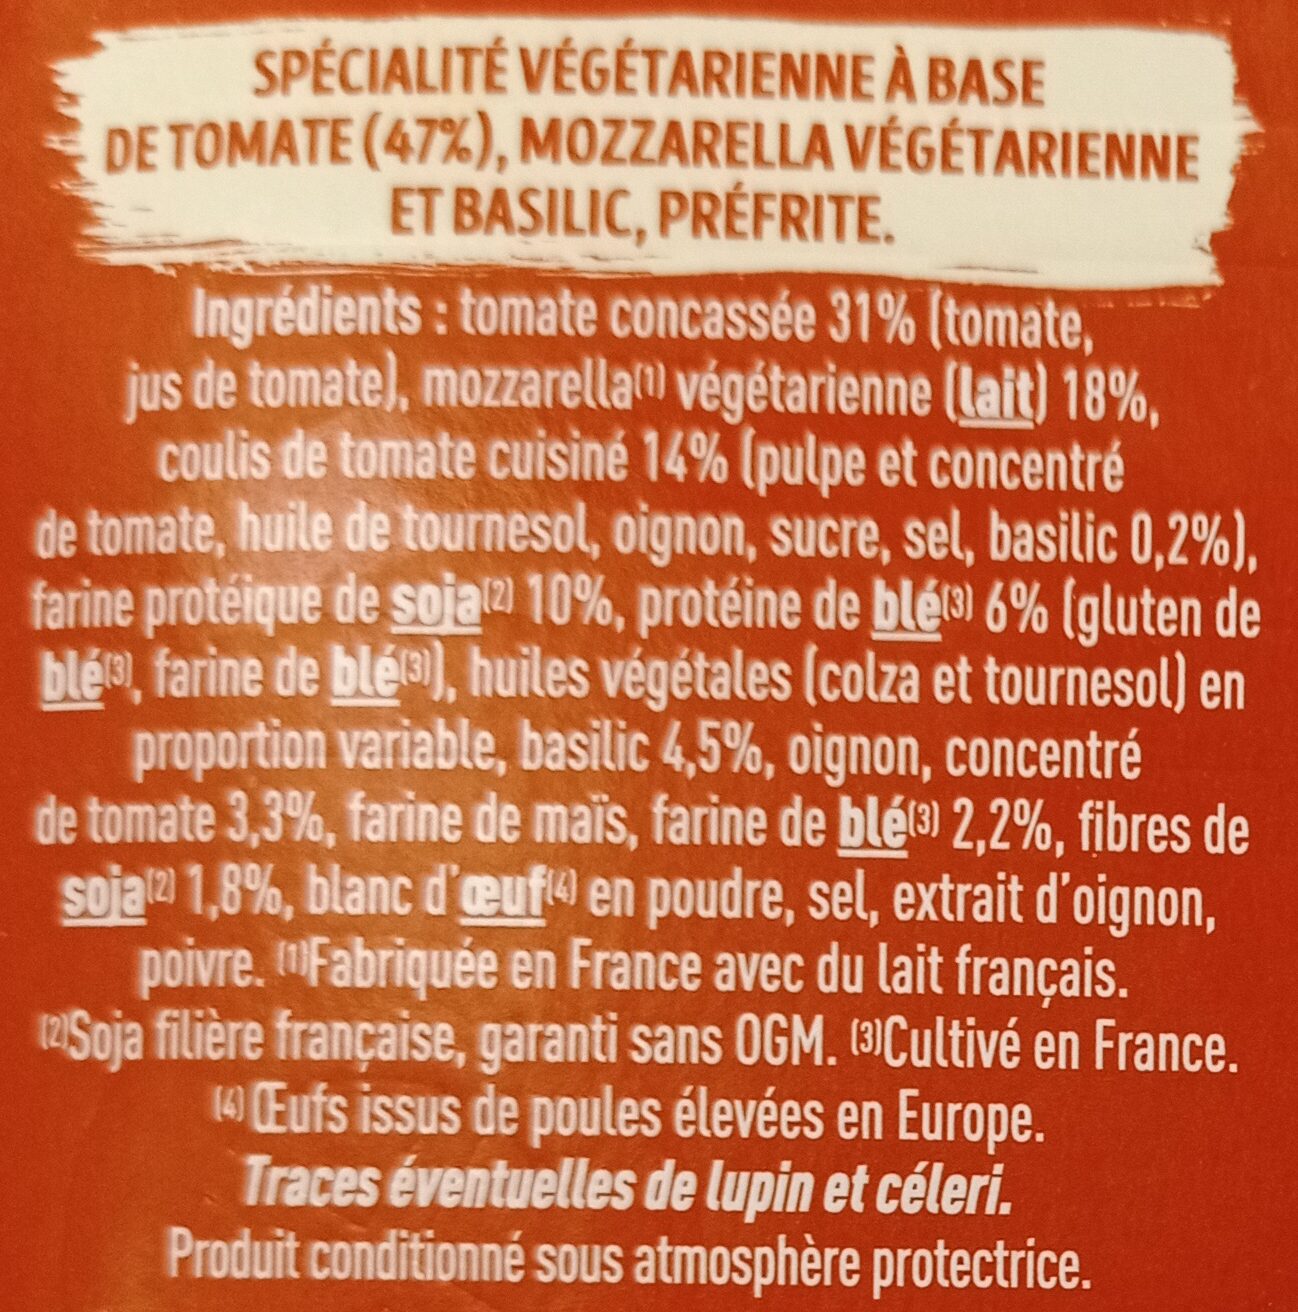 SPÉCIALITÉ VÉGÉTARIENNE À BASE
DE TOMATE (47%), MOZZARELLA VÉGÉTARIENNE
ET BASILIC, PRÉFRITE.
Ingrédients : tomate concassée 31% (tomate,
jus de tomate), mozzarella(1) végétarienne (lait) 18%,
coulis de tomate cuisiné 14% (pulpe et concentré
de tomate, huile de tournesol, oignon, sucre, sel, basilic 0,2%),
farine protéique de soja(2) 10%, protéine de blé(3) 6% (gluten de
blé(3), farine de blé(3)), huiles végétales (colza et tournesol) en
proportion variable, basilic 4,5%, oignon, concentré
de tomate 3,3%, farine de maïs, farine de blé(3) 2,2%, fibres de
soja(2) 1,8%, blanc d'œuf(4) en poudre, sel, extrait d'oignon,
poivre. (1)Fabriquée en France avec du lait français.
(2)Soja filière française, garanti sans OGM. (3)Cultivé en France.
(4) Œufs issus de poules élevées en Europe.
Traces éventuelles de lupin et céleri.
Produit conditionné sous atmosphère protectrice.